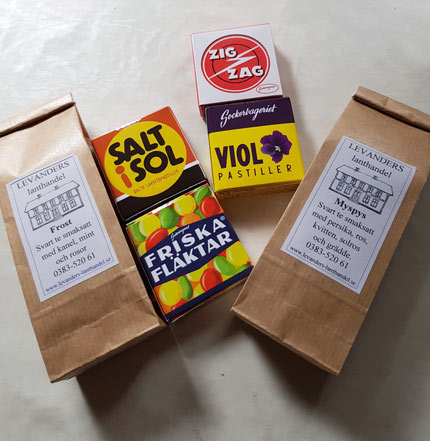 ZIG
ZAG
Sockerbageriet
VIOL
PASTILLER
SALT
i
SOL
SALTA LAKRITSPASTILLER
FRISKA
FLÄKTAR
LEVANDERS
lanthandel
Frost
Svart te smaksatt
med kanel, mint
och rosor
0383-520 61
www.levanders-lanthandel.se
LEVANDERS
lanthandel
Myspys
Svart te smaksatt
med persika, ros,
kvitten, solros
och grädde.
0383-520 61
www.levanders-lanthandel.se